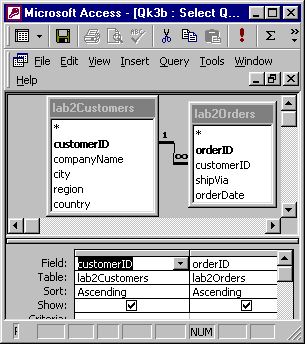 Microsoft Access - [Qk3b : Select Q...
File Edit View Insert Query Tools Window
Help
lab2Customers
*
customerID
companyName
city
region
country
1
∞
lab2Orders
*
orderID
customerID
shipVia
orderDate
Field: customerID orderID
Table: lab2Customers lab2Orders
Sort: Ascending Ascending
Show:
Criteria:
NUM